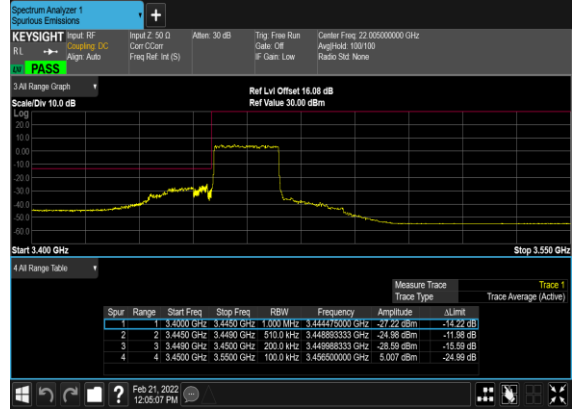 Spectrum Analyzer 1
Spurious Emissions
+
KEYSIGHT Input: RF Input Z: 50 Ω Atten: 30 dB Trig: Free Run Center Freq: 22.005000000 GHz
RL Coupling: DC Corr CCorr Gate: Off Avg|Hold: 100/100
Align: Auto Freq Ref: Int (S) IF Gain: Low Radio Std: None
PASS
3 All Range Graph
Ref Lvl Offset 16.08 dB
Scale/Div 10.0 dB Ref Value 30.00 dBm
Log
20.0
10.0
0.00
-10.0
-20.0
-30.0
-40.0
-50.0
-60.0
Start 3.400 GHz Stop 3.550 GHz
4 All Range Table
Measure Trace Trace 1
Trace Type Trace Average (Active)
Spur Range Start Freq Stop Freq RBW Frequency Amplitude ΔLimit
1 1 3.4000 GHz 3.4450 GHz 1.000 MHz 3.444475000 GHz -27.22 dBm -14.22 dB
2 2 3.4450 GHz 3.4490 GHz 510.0 kHz 3.448893333 GHz -24.98 dBm -11.98 dB
3 3 3.4490 GHz 3.4500 GHz 200.0 kHz 3.449988333 GHz -28.59 dBm -15.59 dB
4 4 3.4500 GHz 3.5500 GHz 100.0 kHz 3.456500000 GHz 5.007 dBm -24.99 dB
? Feb 21, 2022
12:05:07 PM